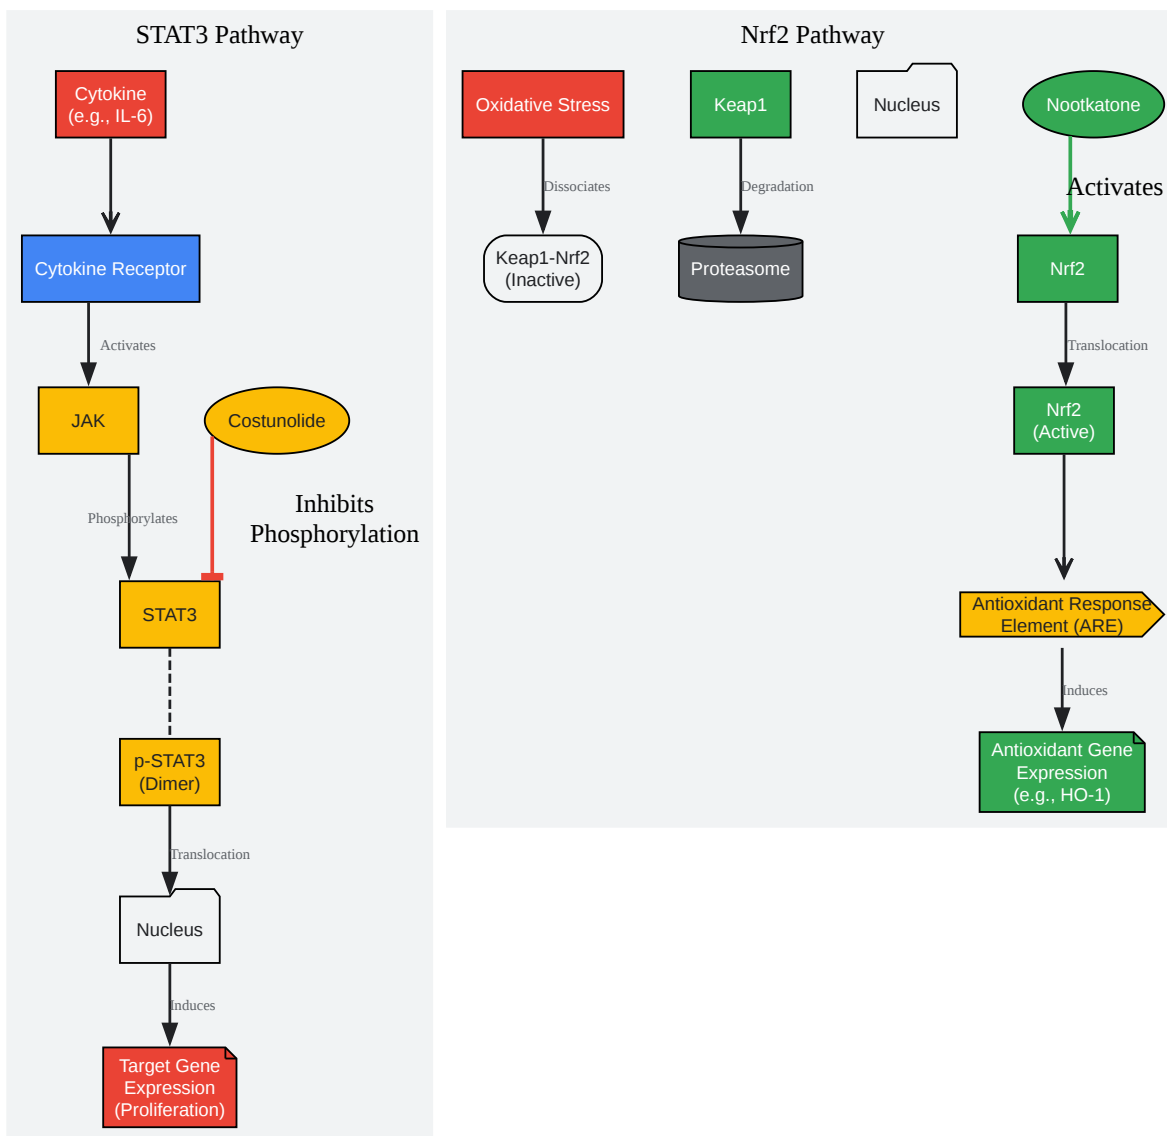 STAT3 Pathway
Cytokine
(e.g., IL-6)
Cytokine Receptor
Activates
JAK
Costunolide
Phosphorylates
Inhibits
Phosphorylation
STAT3
p-STAT3
(Dimer)
Translocation
Nucleus
Induces
Target Gene
Expression
(Proliferation)
Nrf2 Pathway
Oxidative Stress
Keap1
Nucleus
Nootkatone
Dissociates
Degradation
Activates
Keap1-Nrf2
(Inactive)
Proteasome
Nrf2
Translocation
Nrf2
(Active)
Antioxidant Response
Element (ARE)
Induces
Antioxidant Gene
Expression
(e.g., HO-1)